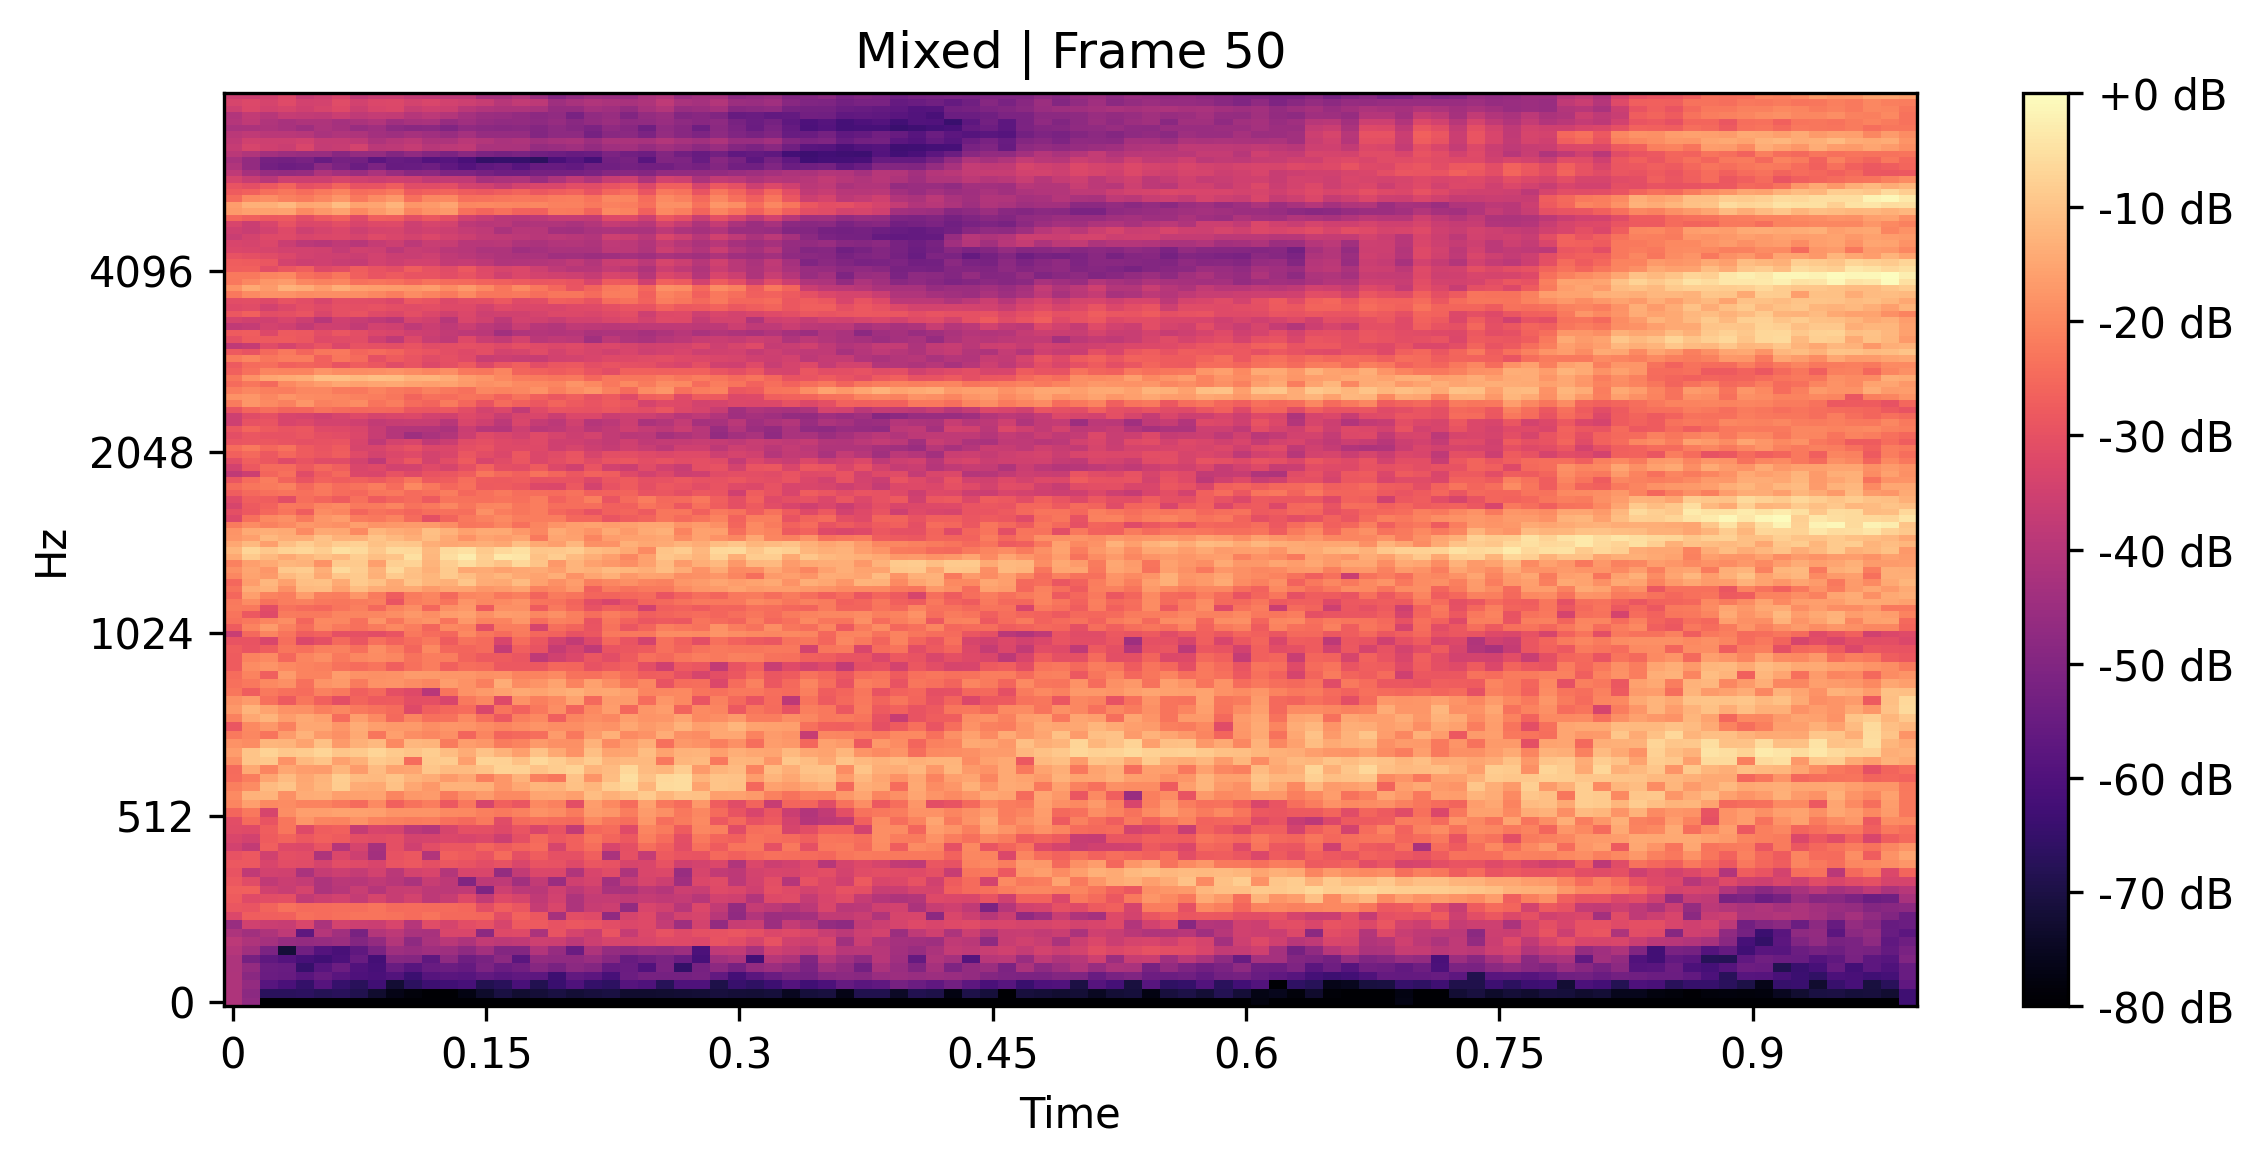 Mixed | Frame 50
Hz
4096
2048
1024
512
0
0 0.15 0.3 0.45 0.6 0.75 0.9
Time
+0 dB
-10 dB
-20 dB
-30 dB
-40 dB
-50 dB
-60 dB
-70 dB
-80 dB